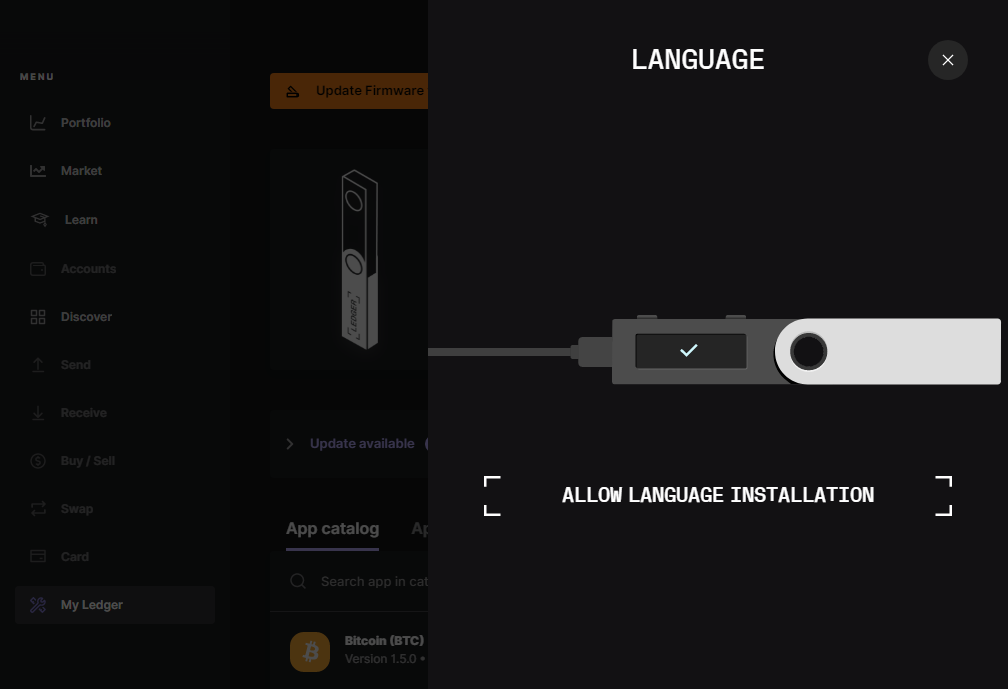 MENU
Portfolio
Market
Learn
Accounts
Discover
Send
Receive
Buy / Sell
Swap
Card
My Ledger
Update Firmware
LEDGER
Update available
App catalog
Ap
Search app in cat
Bitcoin (BTC)
Version 1.5.0 •
LANGUAGE
ALLOW LANGUAGE INSTALLATION